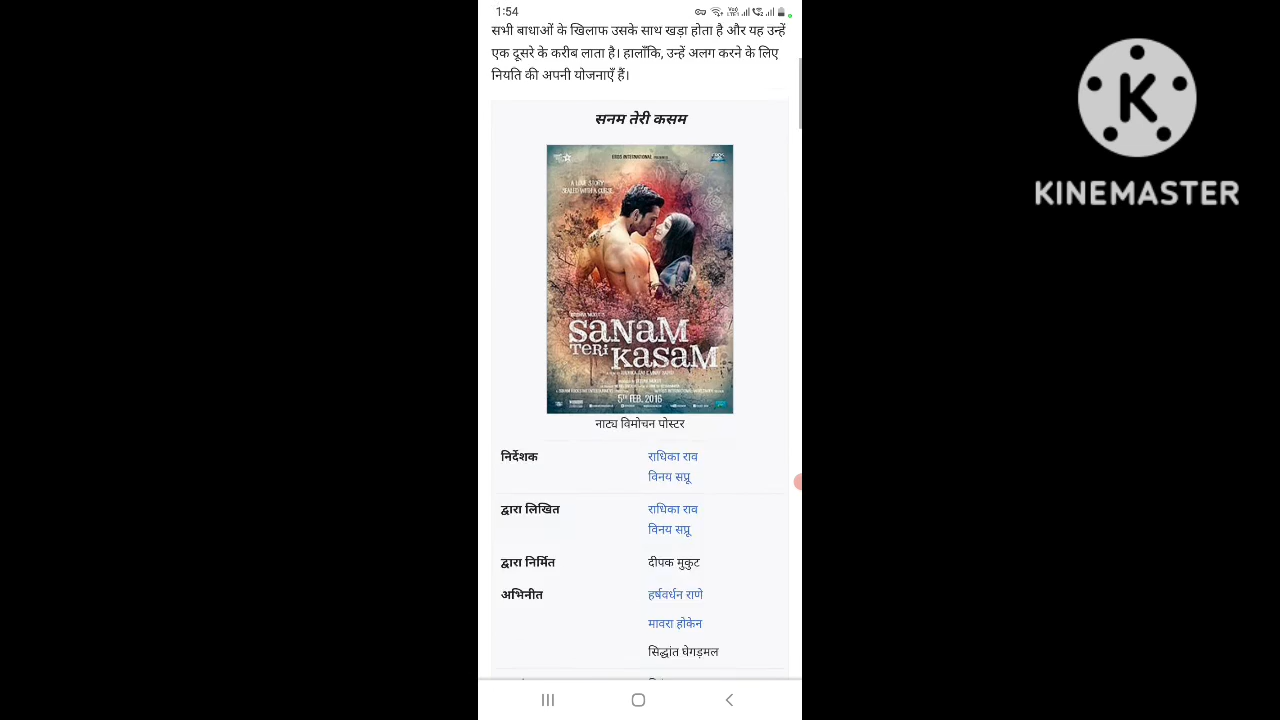 1:54
सभी बाधाओं के खिलाफ उसके साथ खड़ा होता है और यह उन्हें
एक दूसरे के करीब लाता है। हालाँकि, उन्हें अलग करने के लिए
नियति की अपनी योजनाएँ हैं।
K
KINEMASTER
सनम तेरी कसम
EROS INTERNATIONAL
A LOVE STORY
SEALED WITH A CURSE
SANAM
TERI KASAM
5TH FEB, 2016
नाट्य विमोचन पोस्टर
निर्देशक राधिका राव
विनय सप्रू
द्वारा लिखित राधिका राव
विनय सप्रू
द्वारा निर्मित दीपक मुकुट
अभिनीत हर्षवर्धन राणे
मावरा होकेन
सिद्धांत घेगड़मल